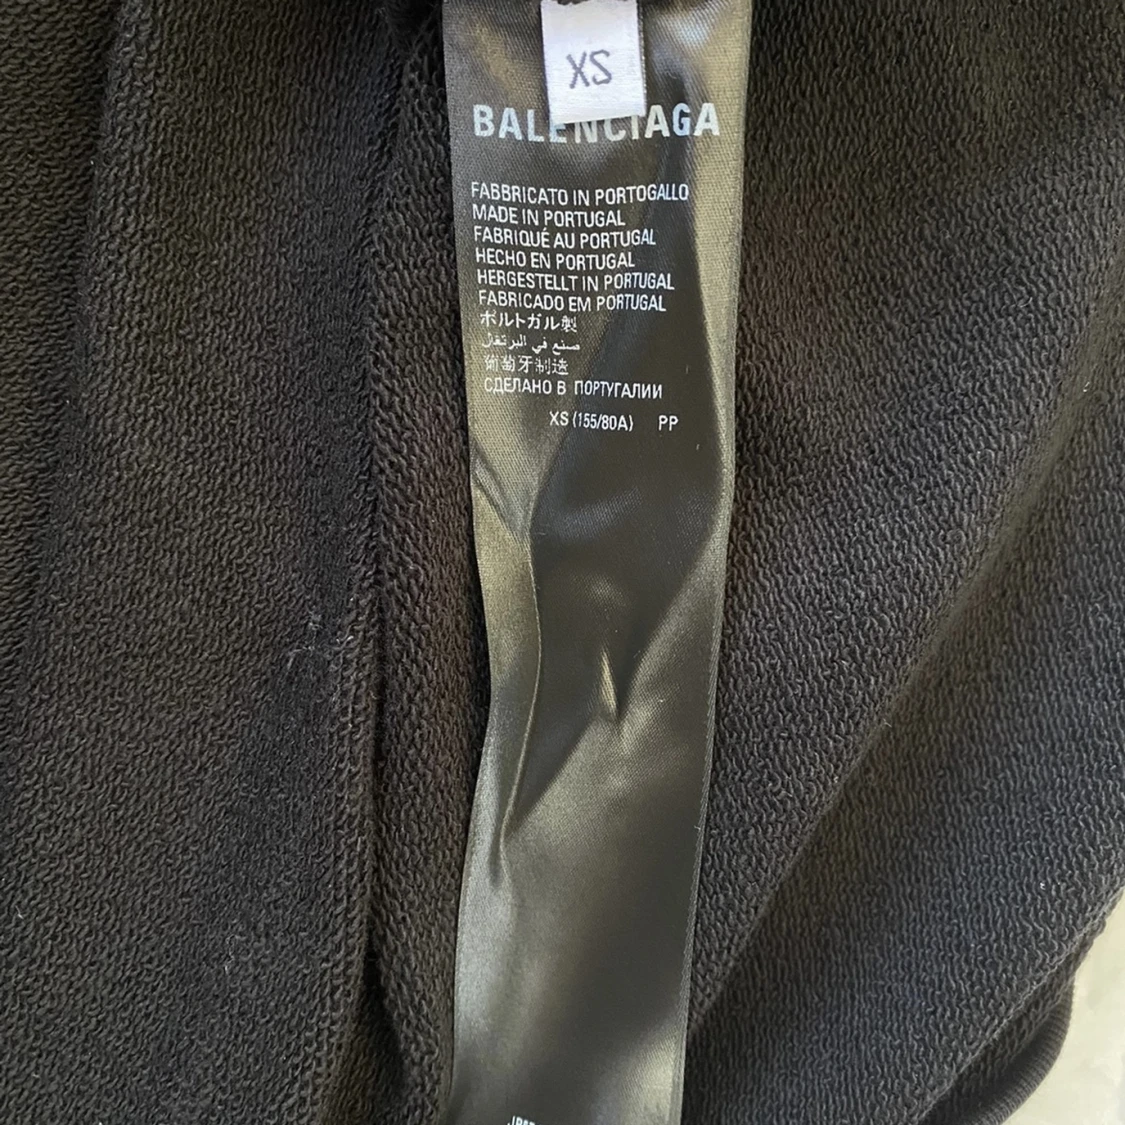 XS
BALENCIAGA
FABBRICATO IN PORTOGALLO
MADE IN PORTUGAL
FABRIQUÉ AU PORTUGAL
HECHO EN PORTUGAL
HERGESTELLT IN PORTUGAL
FABRICADO EM PORTUGAL
ポルトガル製
صنع في البرتغال
葡萄牙制造
СДЕЛАНО В ПОРТУГАЛИИ
XS (155/80A) PP